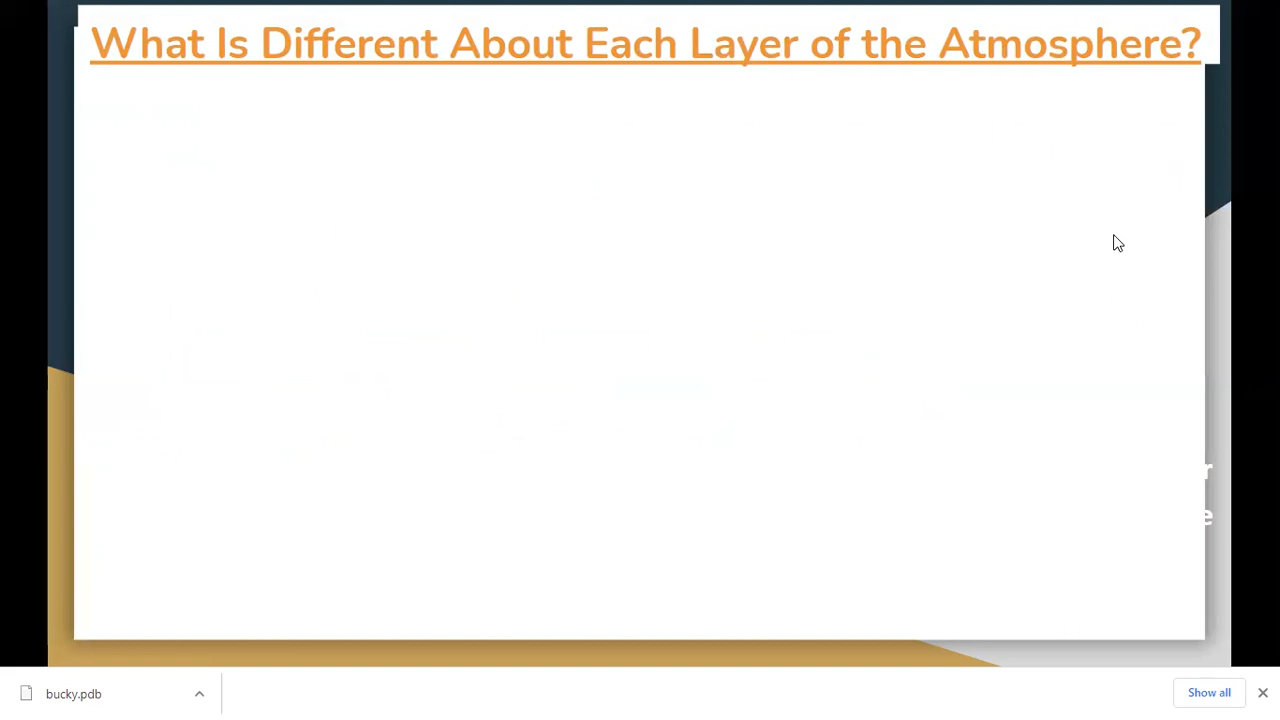 What Is Different About Each Layer of the Atmosphere?
r
e
bucky.pdb
Show all